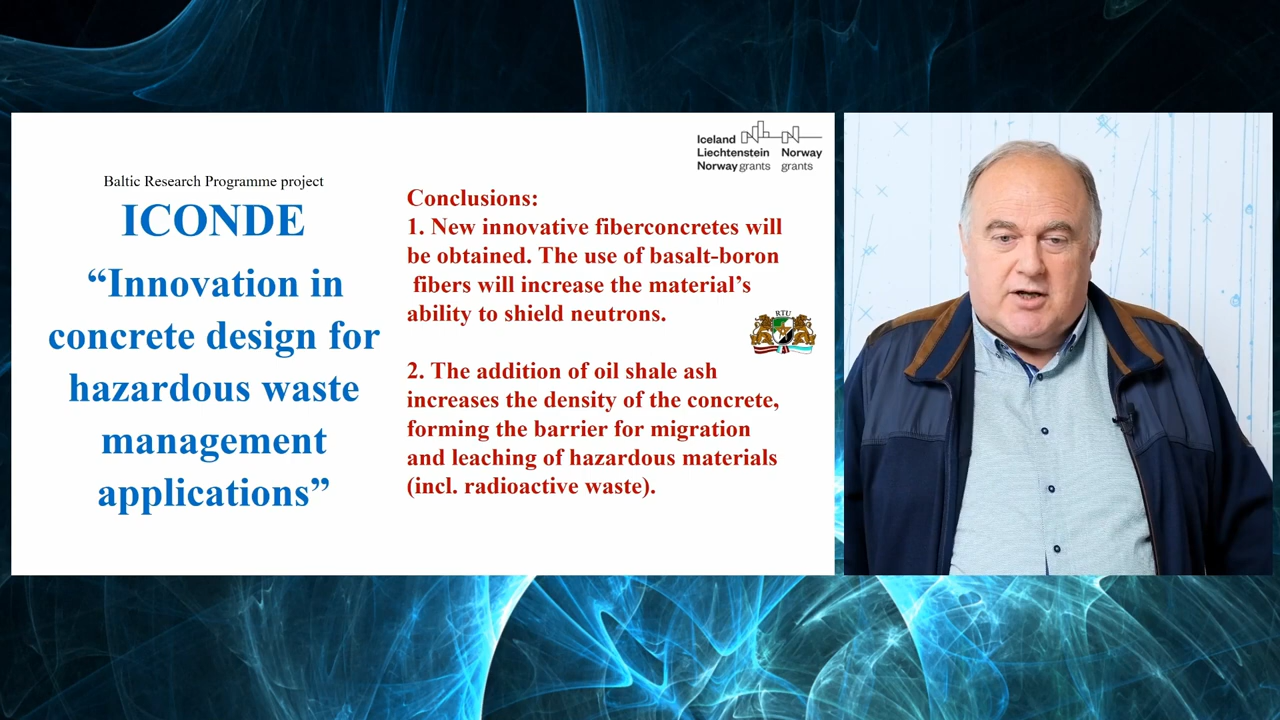 Baltic Research Programme project
ICONDE
“Innovation in
concrete design for
hazardous waste
management
applications”
Iceland
Liechtenstein
Norway grants
Norway
grants
Conclusions:
1. New innovative fiberconcretes will
be obtained. The use of basalt-boron
fibers will increase the material’s
ability to shield neutrons.
RTU
2. The addition of oil shale ash
increases the density of the concrete,
forming the barrier for migration
and leaching of hazardous materials
(incl. radioactive waste).